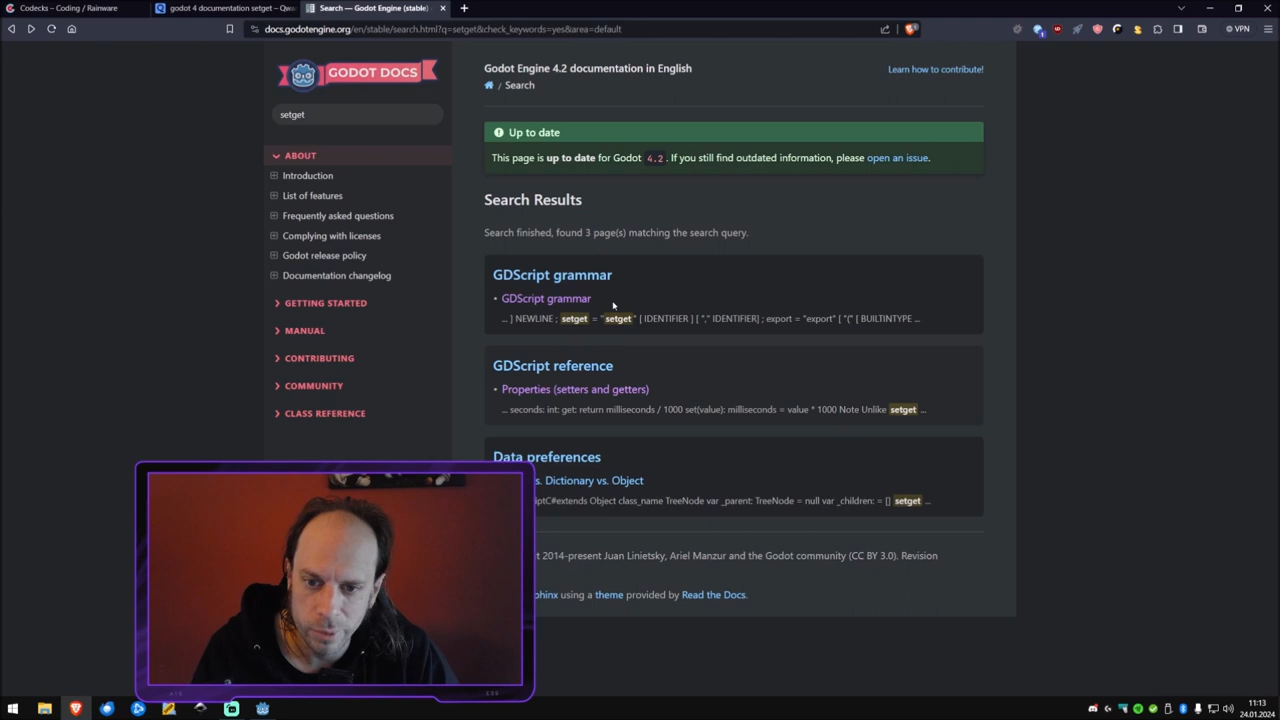 Codecks – Coding / Rainware
godot 4 documentation setget – Qwa
Search — Godot Engine (stable)
docs.godotengine.org/en/stable/search.html?q=setget&check_keywords=yes&area=default
VPN
GODOT DOCS
setget
ABOUT
Introduction
List of features
Frequently asked questions
Complying with licenses
Godot release policy
Documentation changelog
GETTING STARTED
MANUAL
CONTRIBUTING
COMMUNITY
CLASS REFERENCE
Godot Engine 4.2 documentation in English
Learn how to contribute!
/ Search
Up to date
This page is up to date for Godot 4.2. If you still find outdated information, please open an issue.
Search Results
Search finished, found 3 page(s) matching the search query.
GDScript grammar
• GDScript grammar
... ] NEWLINE ; setget = "setget" [ IDENTIFIER ] [ "," IDENTIFIER] ; export = "export" [ "(" [ BUILTINTYPE ...
GDScript reference
• Properties (setters and getters)
... seconds: int: get: return milliseconds / 1000 set(value): milliseconds = value * 1000 Note Unlike setget ...
Data preferences
s. Dictionary vs. Object
iptC#extends Object class_name TreeNode var _parent: TreeNode = null var _children: = [] setget ...
t 2014-present Juan Linietsky, Ariel Manzur and the Godot community (CC BY 3.0). Revision
phinx using a theme provided by Read the Docs.
11:13
24.01.2024